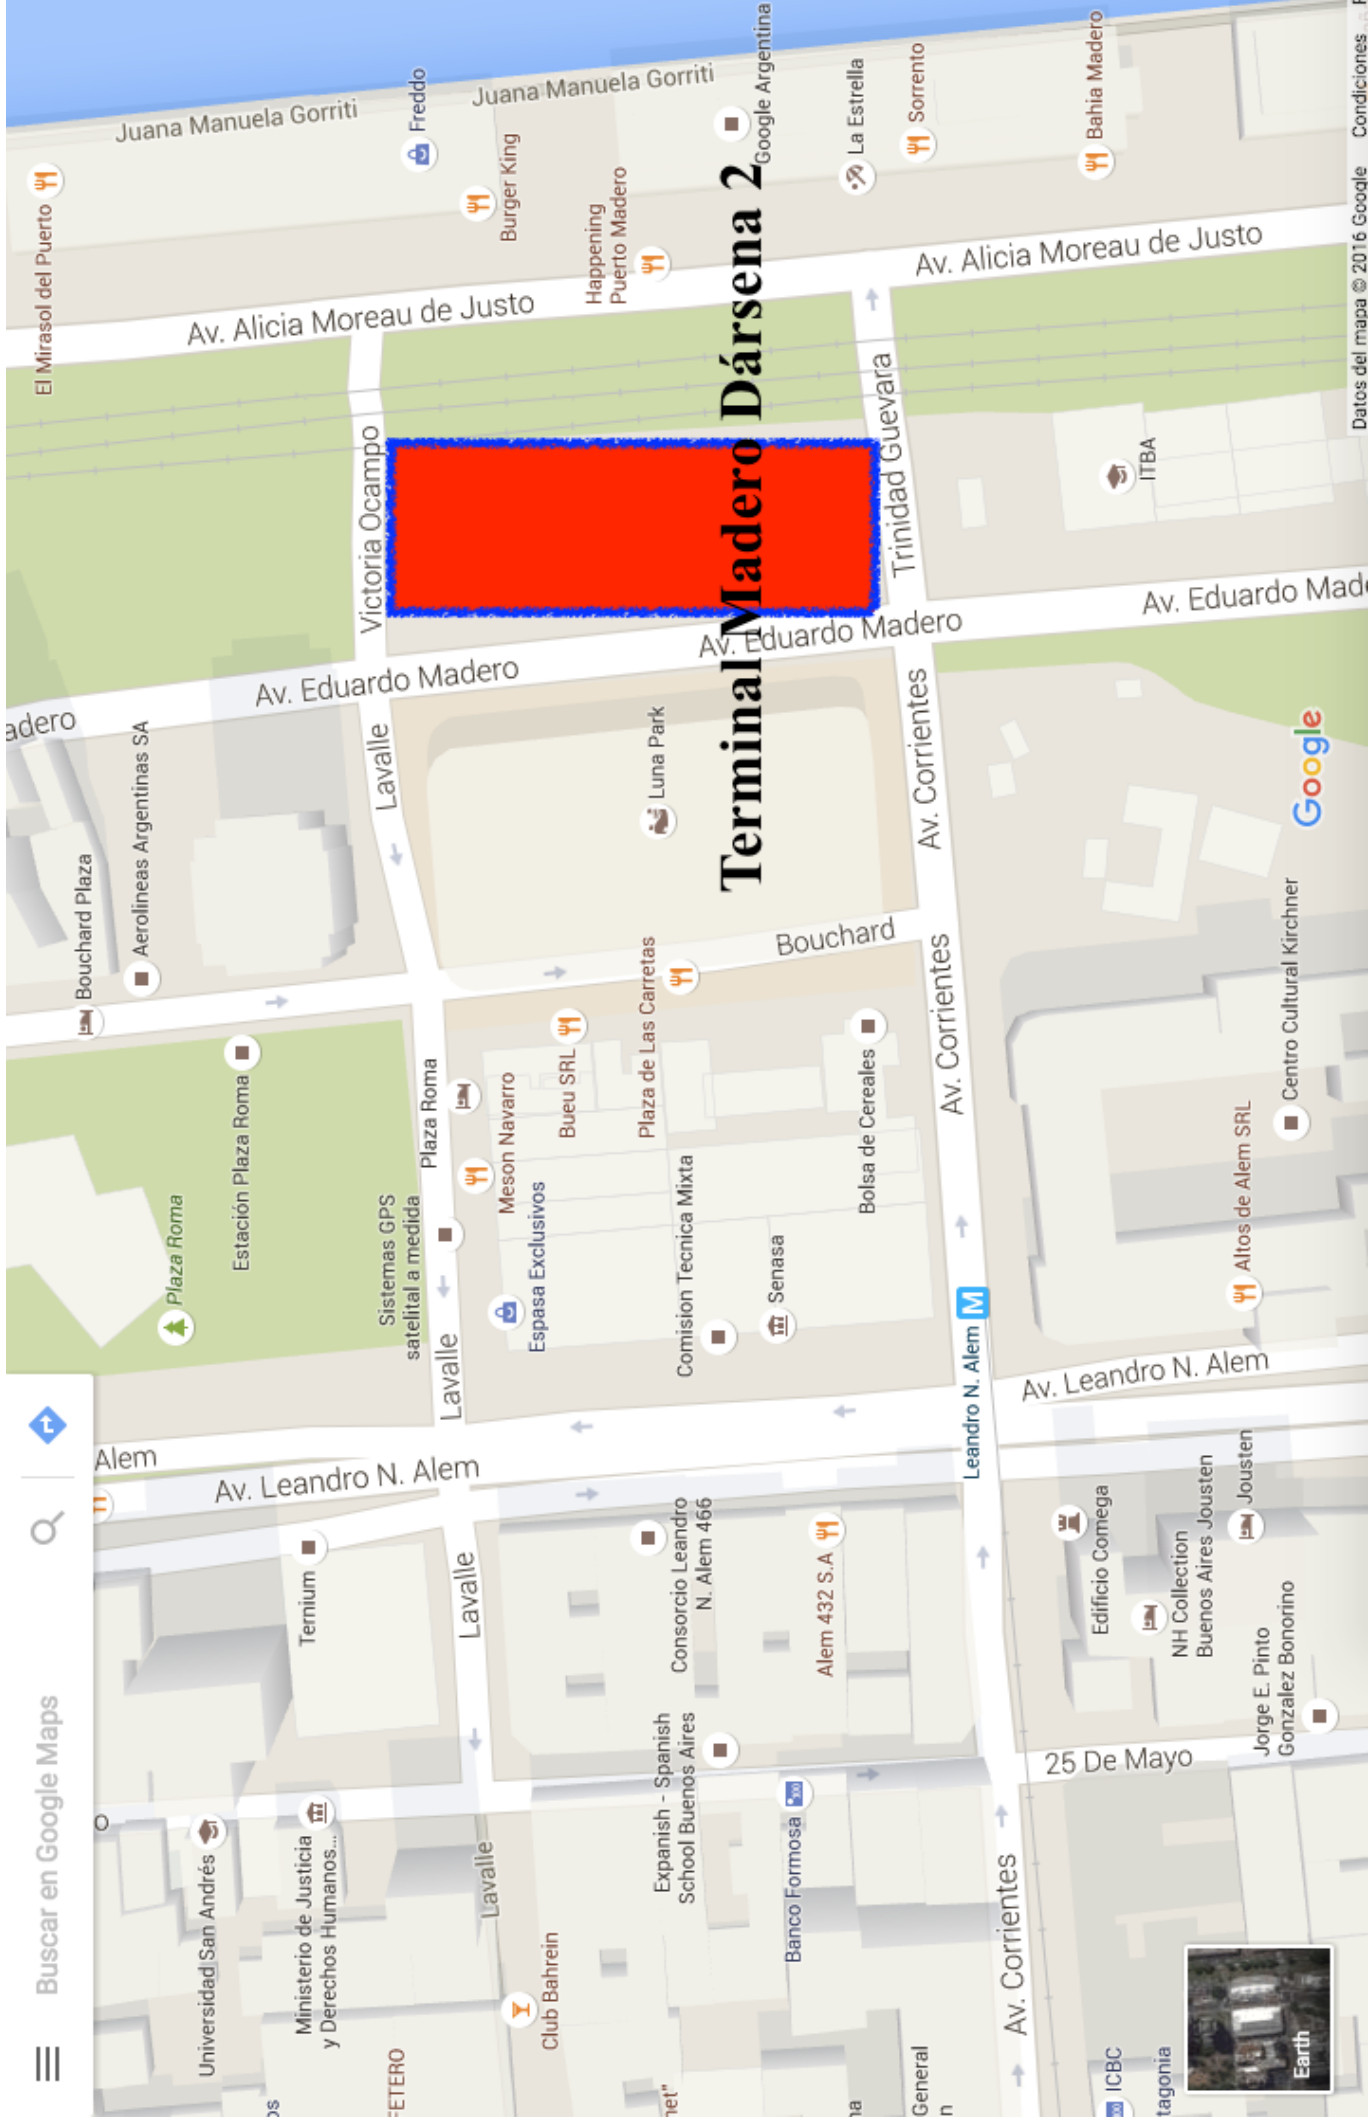 Buscar en Google Maps
os
FETERO
Universidad San Andrés
Ministerio de Justicia
y Derechos Humanos...
O
Ternium
Alem
Av. Leandro N. Alem
Plaza Roma
Estación Plaza Roma
Sistemas GPS
satelital a medida
Bouchard Plaza
Aerolineas Argentinas SA
adero
Av. Eduardo Madero
Lavalle
Victoria Ocampo
Av. Alicia Moreau de Justo
El Mirasol del Puerto
Juana Manuela Gorriti
Freddo
Burger King
Juana Manuela Gorriti
Happening
Puerto Madero
Google Argentina
La Estrella
Sorrento
Bahia Madero
Av. Alicia Moreau de Justo
Terminal Madero Dársena 2
Trinidad Guevara
Av. Eduardo Madero
Av. Eduardo Made
ITBA
Luna Park
Bouchard
Plaza Roma
Lavalle
Lavalle
Lavalle
Meson Navarro
Bueu SRL
Plaza de Las Carretas
Espasa Exclusivos
Comision Tecnica Mixta
Senasa
Bolsa de Cereales
Av. Corrientes
Av. Corrientes
Av. Corrientes
Leandro N. Alem
M
Av. Leandro N. Alem
Altos de Alem SRL
Centro Cultural Kirchner
Consorcio Leandro
N. Alem 466
Alem 432 S.A
Expanish - Spanish
School Buenos Aires
Banco Formosa
Club Bahrein
Edificio Comega
NH Collection
Buenos Aires Jousten
Jousten
Jorge E. Pinto
Gonzalez Bonorino
25 De Mayo
net"
na
General
n
ICBC
tagonia
Earth
Google
Datos del mapa © 2016 Google
Condiciones